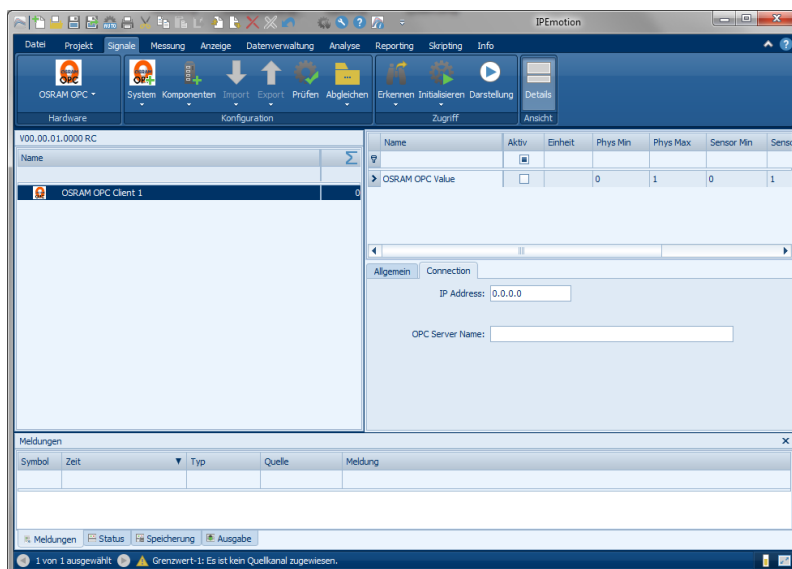 IPEmotion
Datei Projekt Signale Messung Anzeige Datenverwaltung Analyse Reporting Skripting Info
OSRAM OPC
System Komponenten Import Export Prüfen Abgleichen Erkennen Initialisieren Darstellung Details
Hardware Konfiguration Zugriff Ansicht
V00.00.01.0000 RC
Name
OSRAM OPC Client 1 0
Name Aktiv Einheit Phys Min Phys Max Sensor Min Senso
OSRAM OPC Value 0 1 0 1
Allgemein Connection
IP Address: 0.0.0.0
OPC Server Name:
Meldungen
Symbol Zeit Typ Quelle Meldung
Meldungen Status Speicherung Ausgabe
1 von 1 ausgewählt Grenzwert-1: Es ist kein Quellkanal zugewiesen.